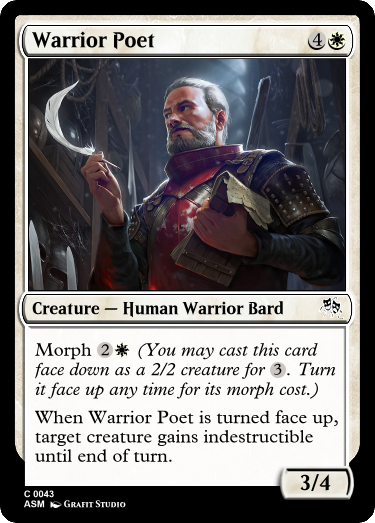 Warrior Poet 4
Creature — Human Warrior Bard
Morph 2 (You may cast this card
face down as a 2/2 creature for 3. Turn
it face up any time for its morph cost.)
When Warrior Poet is turned face up,
target creature gains indestructible
until end of turn.
3/4
C 0043
ASM Grafit Studio